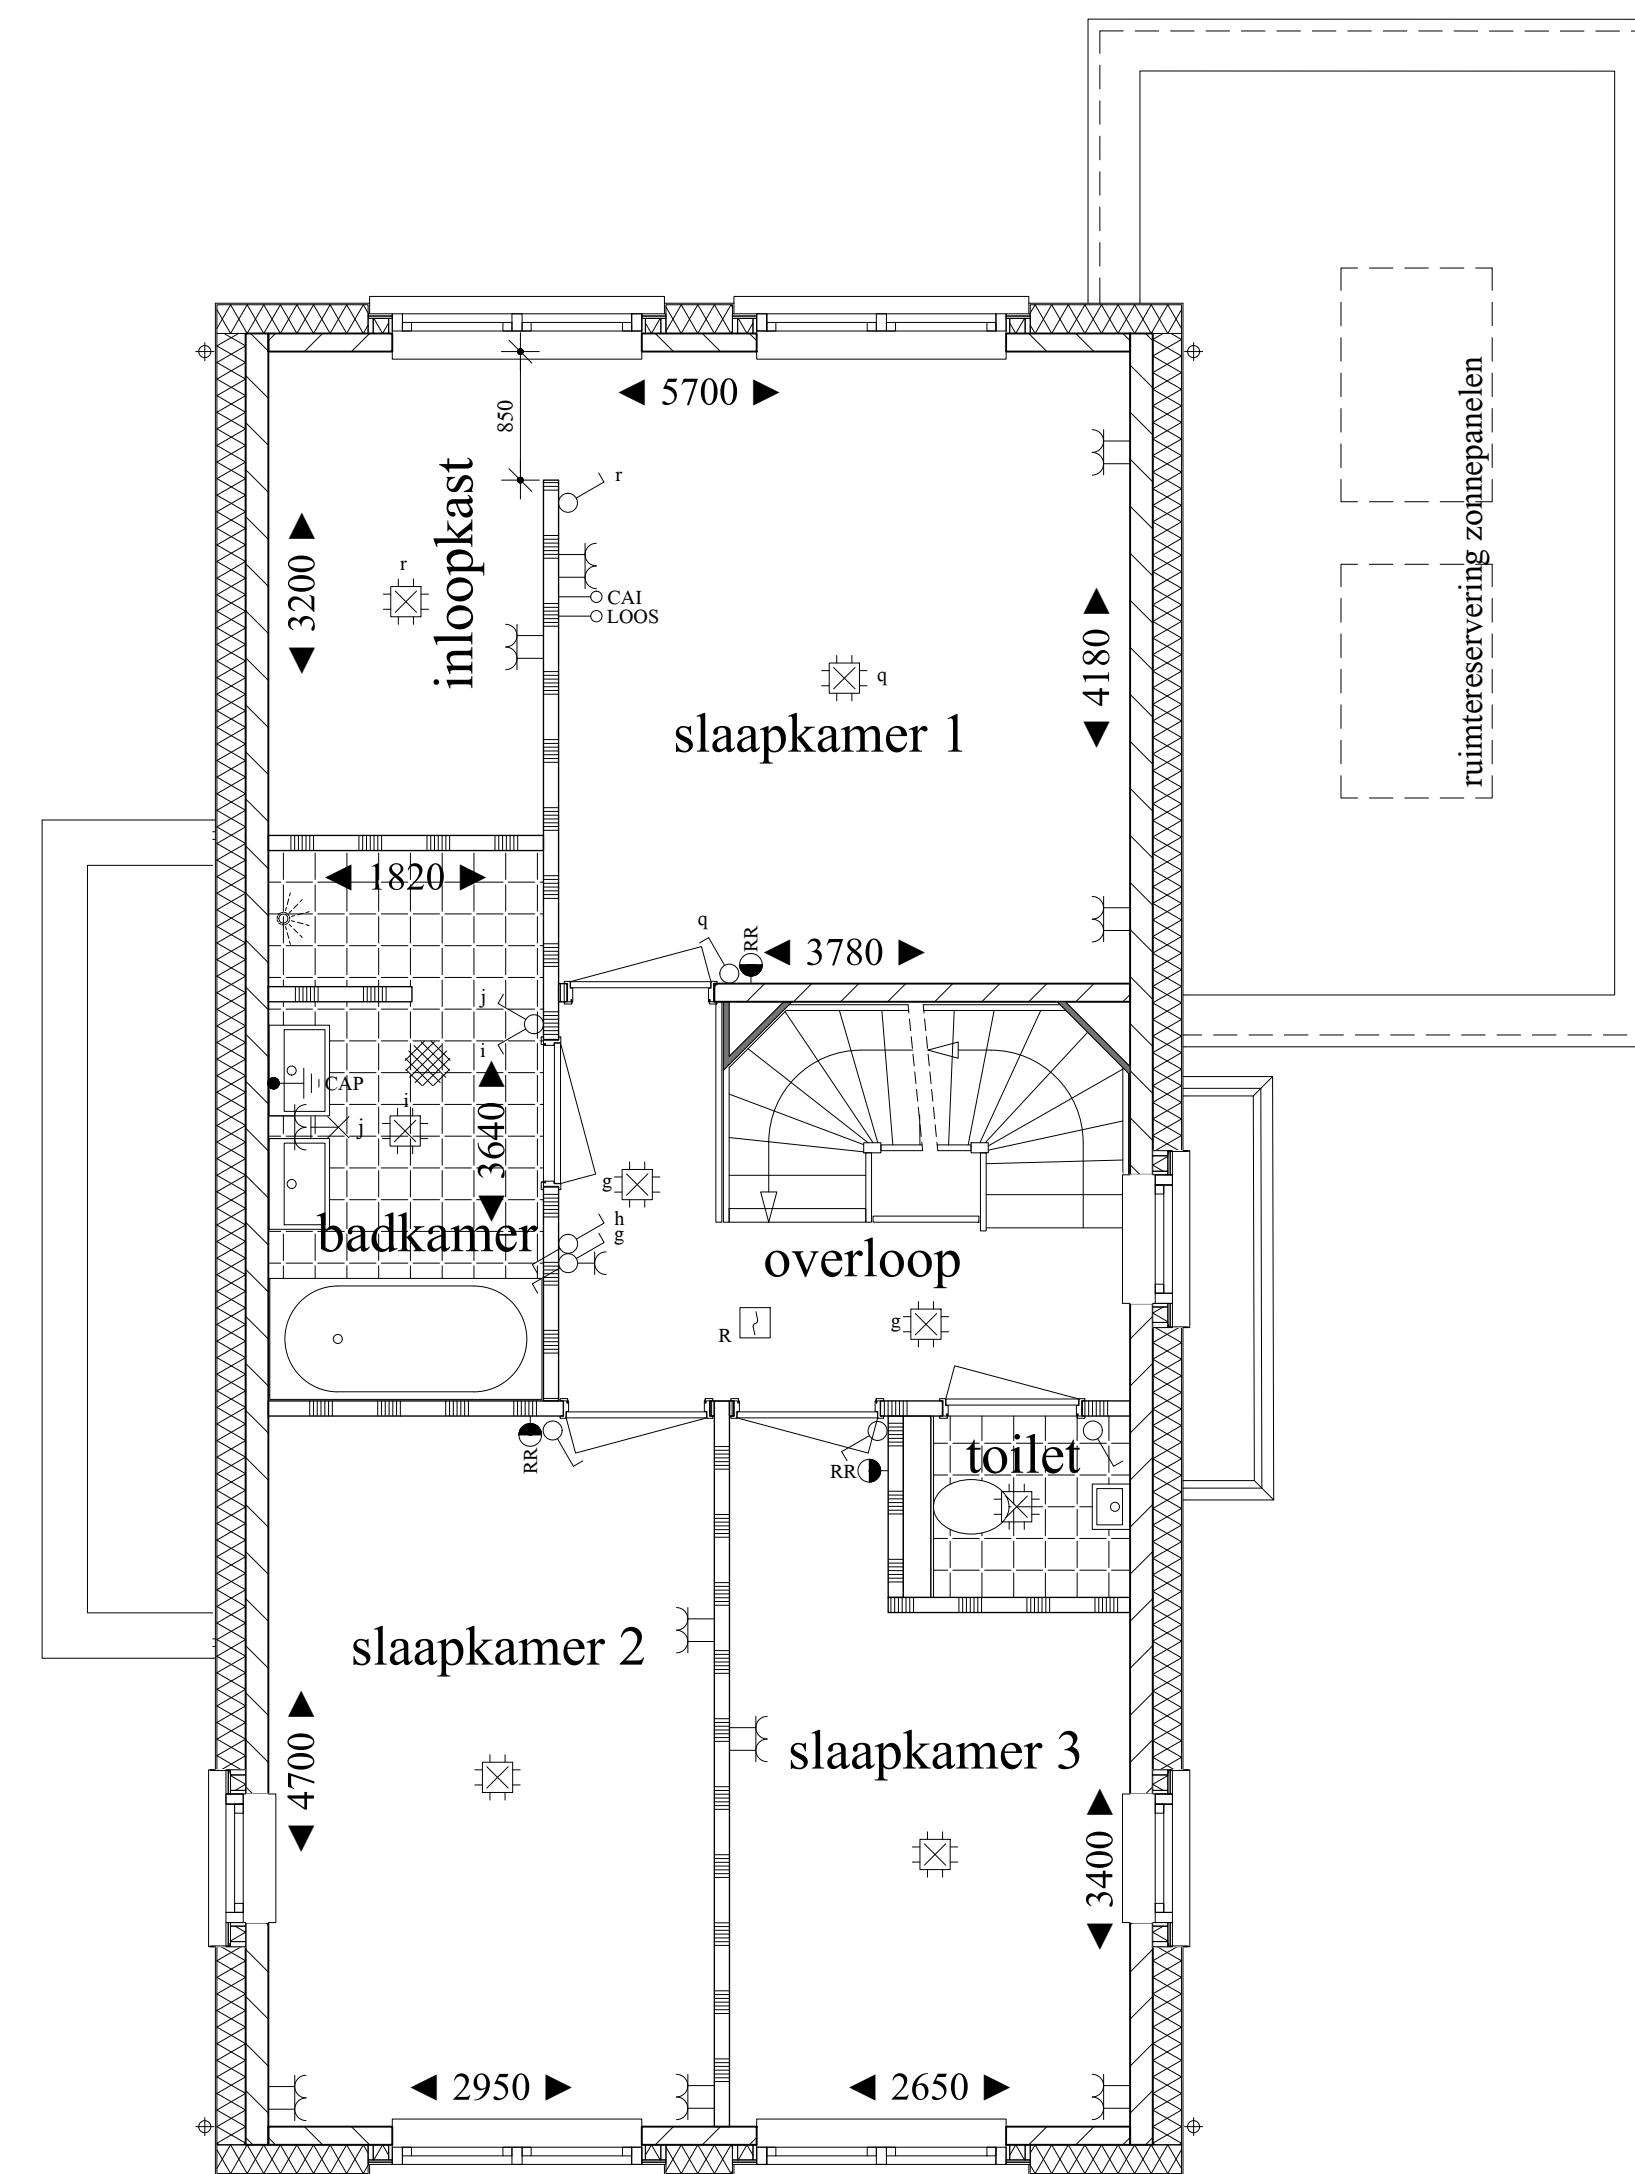 5700
850
inloopkast
r
3200
r
CAI
LOOS
q
slaapkamer 1
4180
ruimtereservering zonnepanelen
1820
q
RR
3780
j
i
CAP
i
j
3640
badkamer
g
h
g
overloop
R
g
RR
RR
toilet
slaapkamer 2
4700
slaapkamer 3
3400
2950
2650